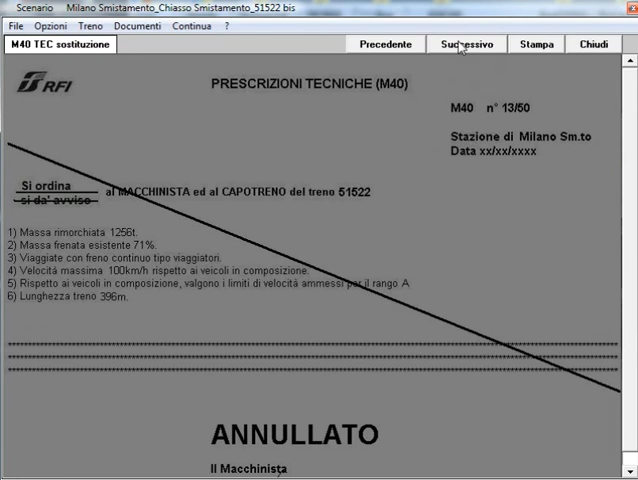 Scenario Milano Smistamento_Chiasso Smistamento_51522 bis
File Opzioni Treno Documenti Continua ?
M40 TEC sostituzione Precedente Successivo Stampa Chiudi
RFI PRESCRIZIONI TECNICHE (M40)
M40 n° 13/50
Stazione di Milano Sm.to
Data xx/xx/xxxx
Si ordina
si da' avviso
al MACCHINISTA ed al CAPOTRENO del treno 51522
1) Massa rimorchiata 1256t.
2) Massa frenata esistente 71%.
3) Viaggiate con freno continuo tipo viaggiatori.
4) Velocità massima 100km/h rispetto ai veicoli in composizione.
5) Rispetto ai veicoli in composizione, valgono i limiti di velocità ammessi per il rango A
6) Lunghezza treno 396m.
ANNULLATO
Il Macchinista